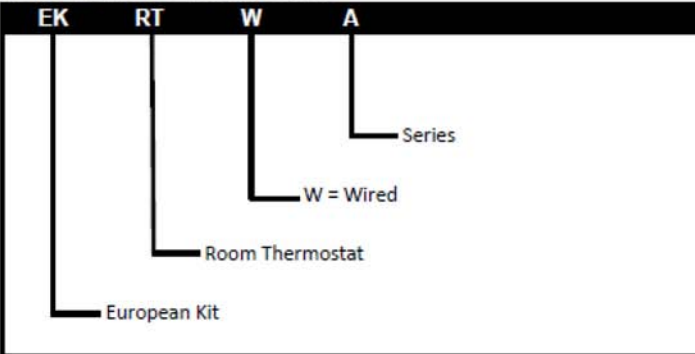 EK RT W A
Series
W = Wired
Room Thermostat
European Kit